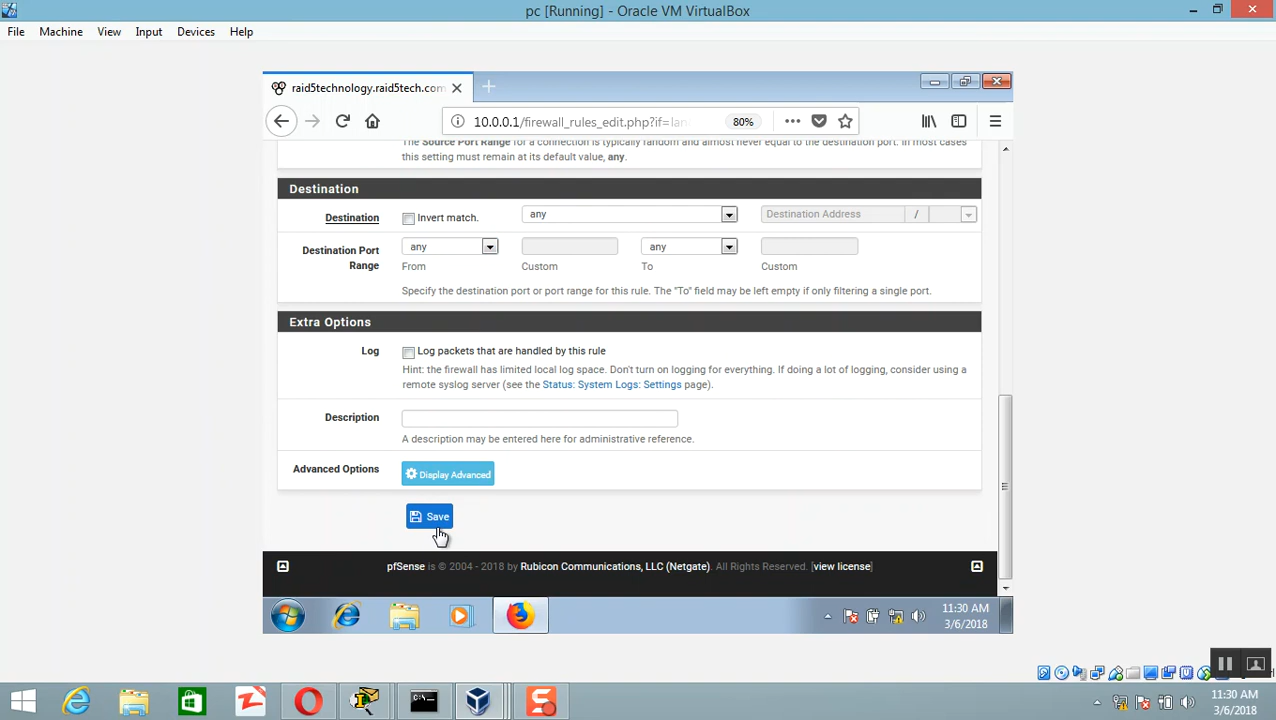 pc [Running] - Oracle VM VirtualBox
File Machine View Input Devices Help
raid5technology.raid5tech.com
10.0.0.1/firewall_rules_edit.php?if=lan 80%
The Source Port Range for a connection is typically random and almost never equal to the destination port. In most cases
this setting must remain at its default value, any.
Destination
Destination Invert match. any Destination Address /
Destination Port Range any any
From Custom To Custom
Specify the destination port or port range for this rule. The "To" field may be left empty if only filtering a single port.
Extra Options
Log Log packets that are handled by this rule
Hint: the firewall has limited local log space. Don't turn on logging for everything. If doing a lot of logging, consider using a
remote syslog server (see the Status: System Logs: Settings page).
Description
A description may be entered here for administrative reference.
Advanced Options Display Advanced
Save
pfSense is © 2004 - 2018 by Rubicon Communications, LLC (Netgate). All Rights Reserved. [view license]
11:30 AM
3/6/2018
11:30 AM
3/6/2018